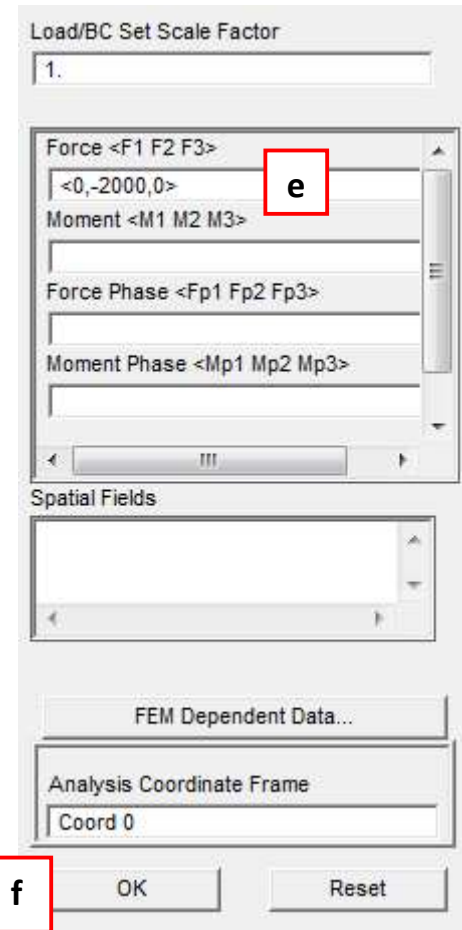 Load/BC Set Scale Factor
1.
Force <F1 F2 F3>
<0,-2000,0>
e
Moment <M1 M2 M3>
Force Phase <Fp1 Fp2 Fp3>
Moment Phase <Mp1 Mp2 Mp3>
Spatial Fields
FEM Dependent Data...
Analysis Coordinate Frame
Coord 0
f
OK Reset